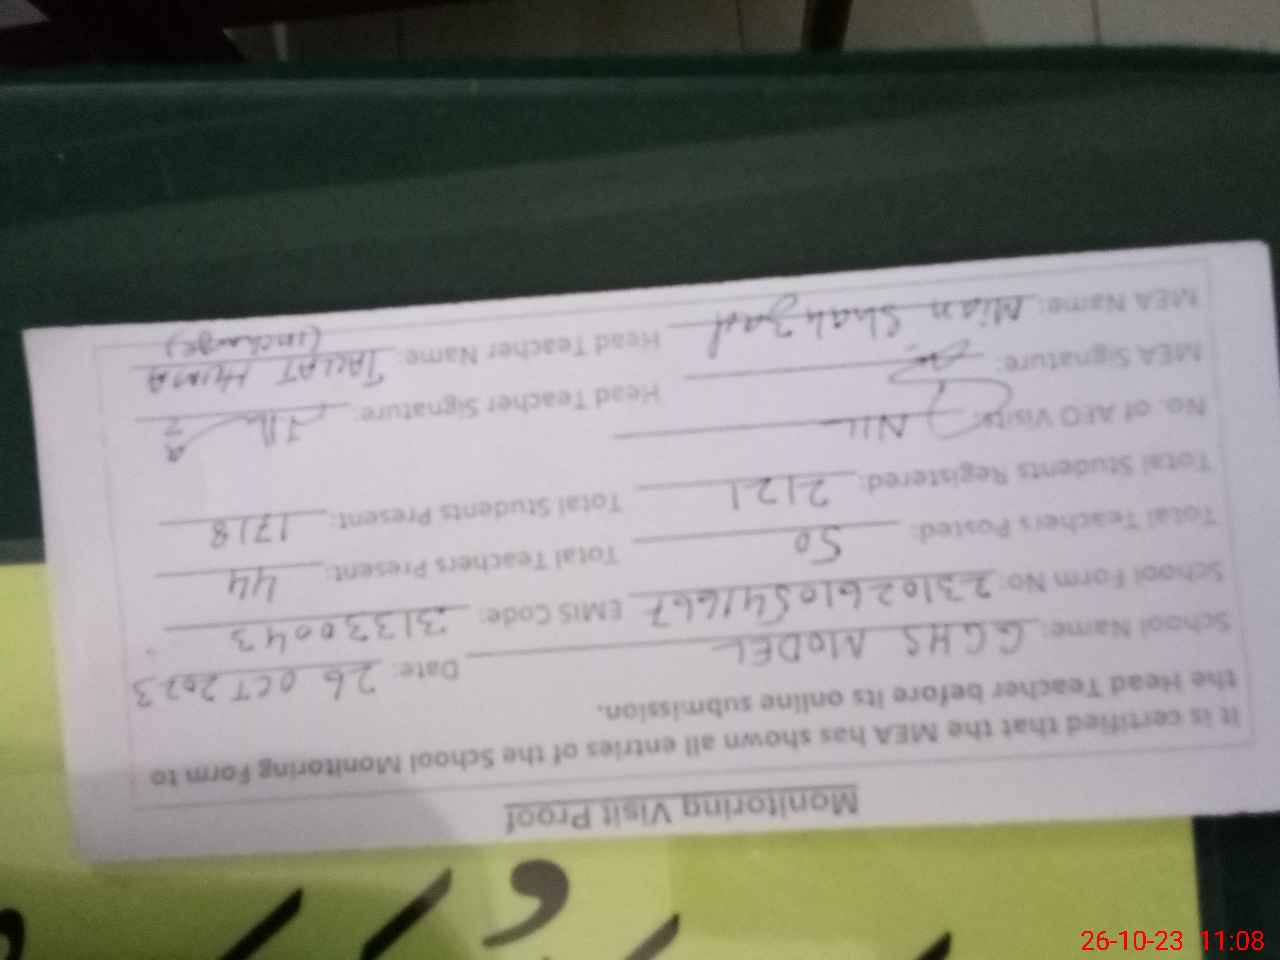 Monitoring Visit Proof
It is certified that the MEA has shown all entries of the School Monitoring Form to
the Head Teacher before its online submission.
School Name: GGHS MODEL Date: 26 OCT 2023
School Form No: 23102610541667 EMIS Code: 31330043
Total Teachers Posted: 50 Total Teachers Present: 44
Total Students Registered: 2121 Total Students Present: 1718
No. of AEO Visits: NIL
MEA Signature: Head Teacher Signature:
MEA Name: Mian Shahzad Head Teacher Name: TALLAT HUMA
(incharge)
26-10-23 11:08